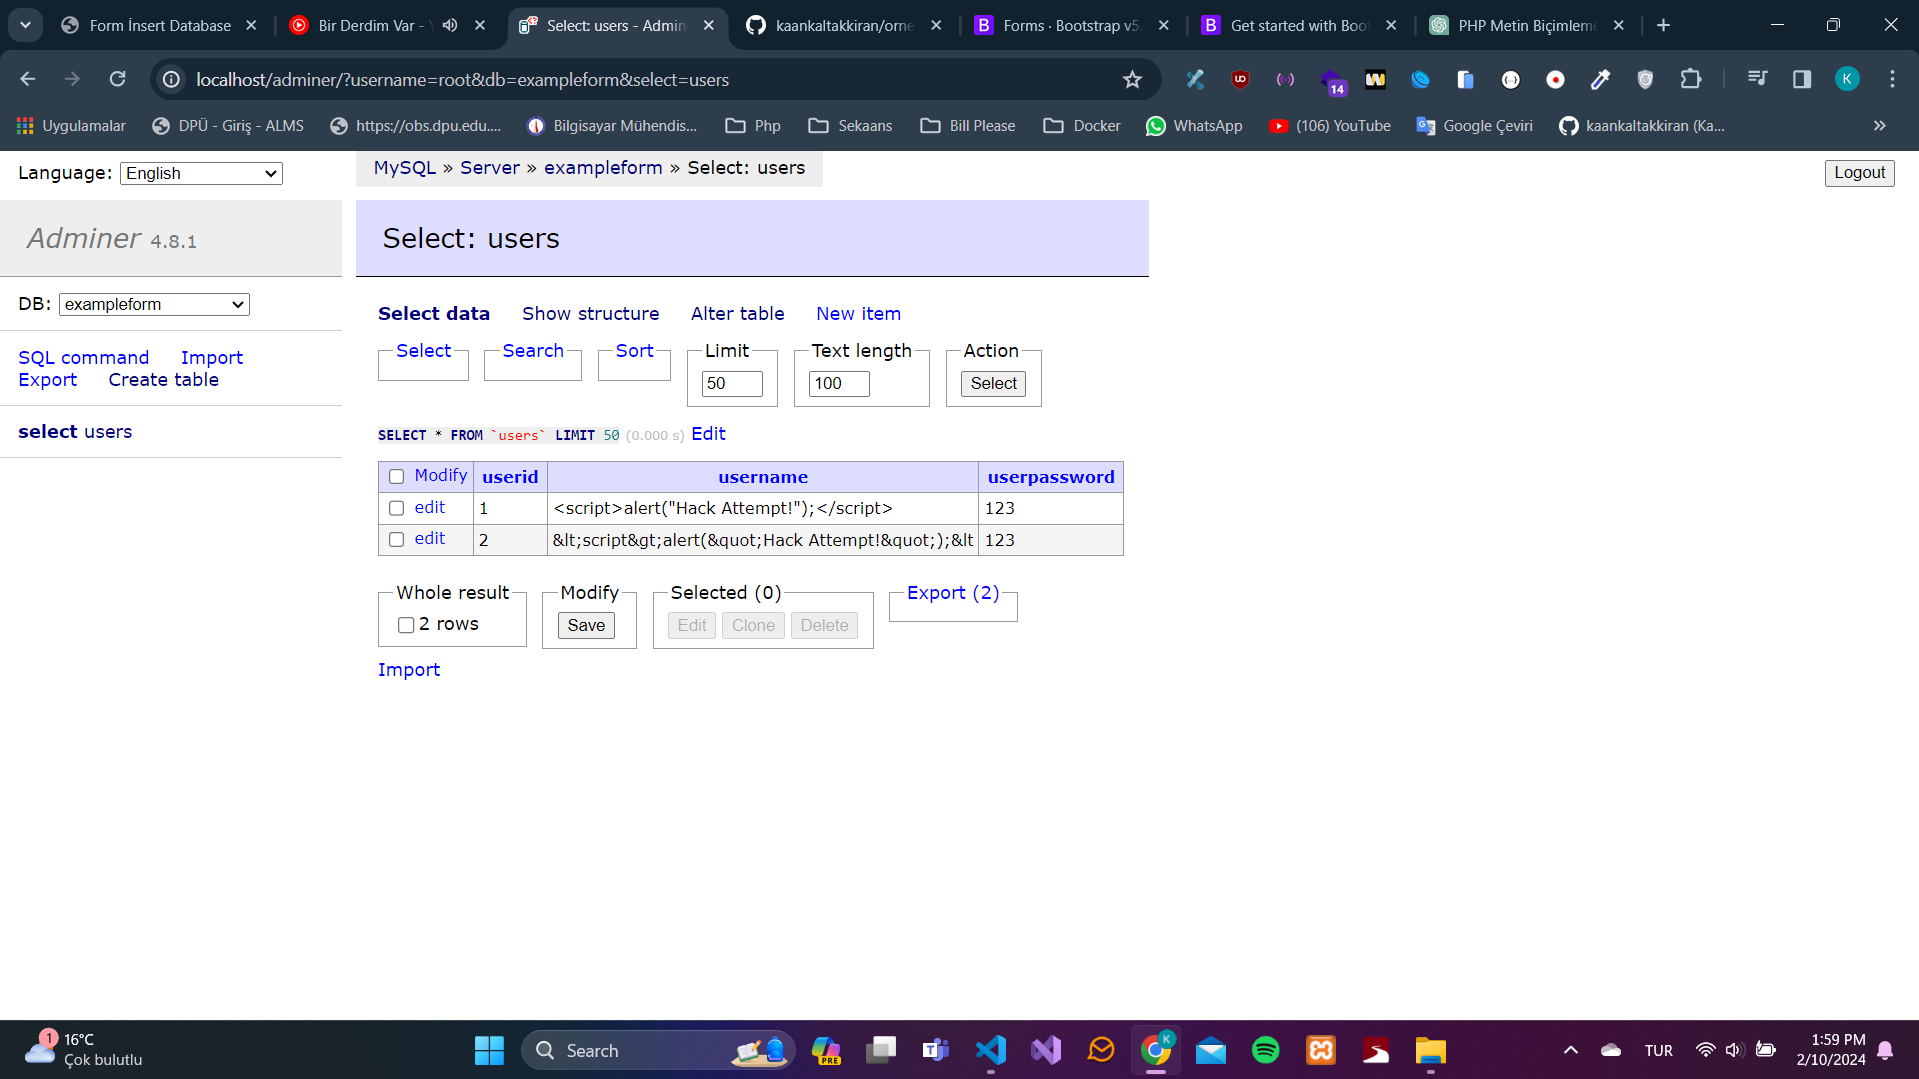 Form İnsert Database
Bir Derdim Var - Y
Select: users - Admin
kaankaltakkiran/orne
Forms · Bootstrap v5.
Get started with Boot
PHP Metin Biçimleme
localhost/adminer/?username=root&db=exampleform&select=users
14
K
Uygulamalar
DPÜ - Giriş - ALMS
https://obs.dpu.edu....
Bilgisayar Mühendis...
Php
Sekaans
Bill Please
Docker
WhatsApp
(106) YouTube
Google Çeviri
kaankaltakkiran (Ka...
Language: English
MySQL » Server » exampleform » Select: users
Logout
Adminer 4.8.1
Select: users
DB: exampleform
Select data Show structure Alter table New item
SQL command Import
Export Create table
Select Search Sort Limit Text length Action
50 100 Select
select users
SELECT * FROM `users` LIMIT 50 (0.000 s) Edit
Modify userid username userpassword
edit 1 <script>alert("Hack Attempt!");</script> 123
edit 2 &lt;script&gt;alert(&quot;Hack Attempt!&quot;);&lt 123
Whole result Modify Selected (0) Export (2)
2 rows Save Edit Clone Delete
Import
1
16°C
Çok bulutlu
Search
PRE
K
TUR
1:59 PM
2/10/2024